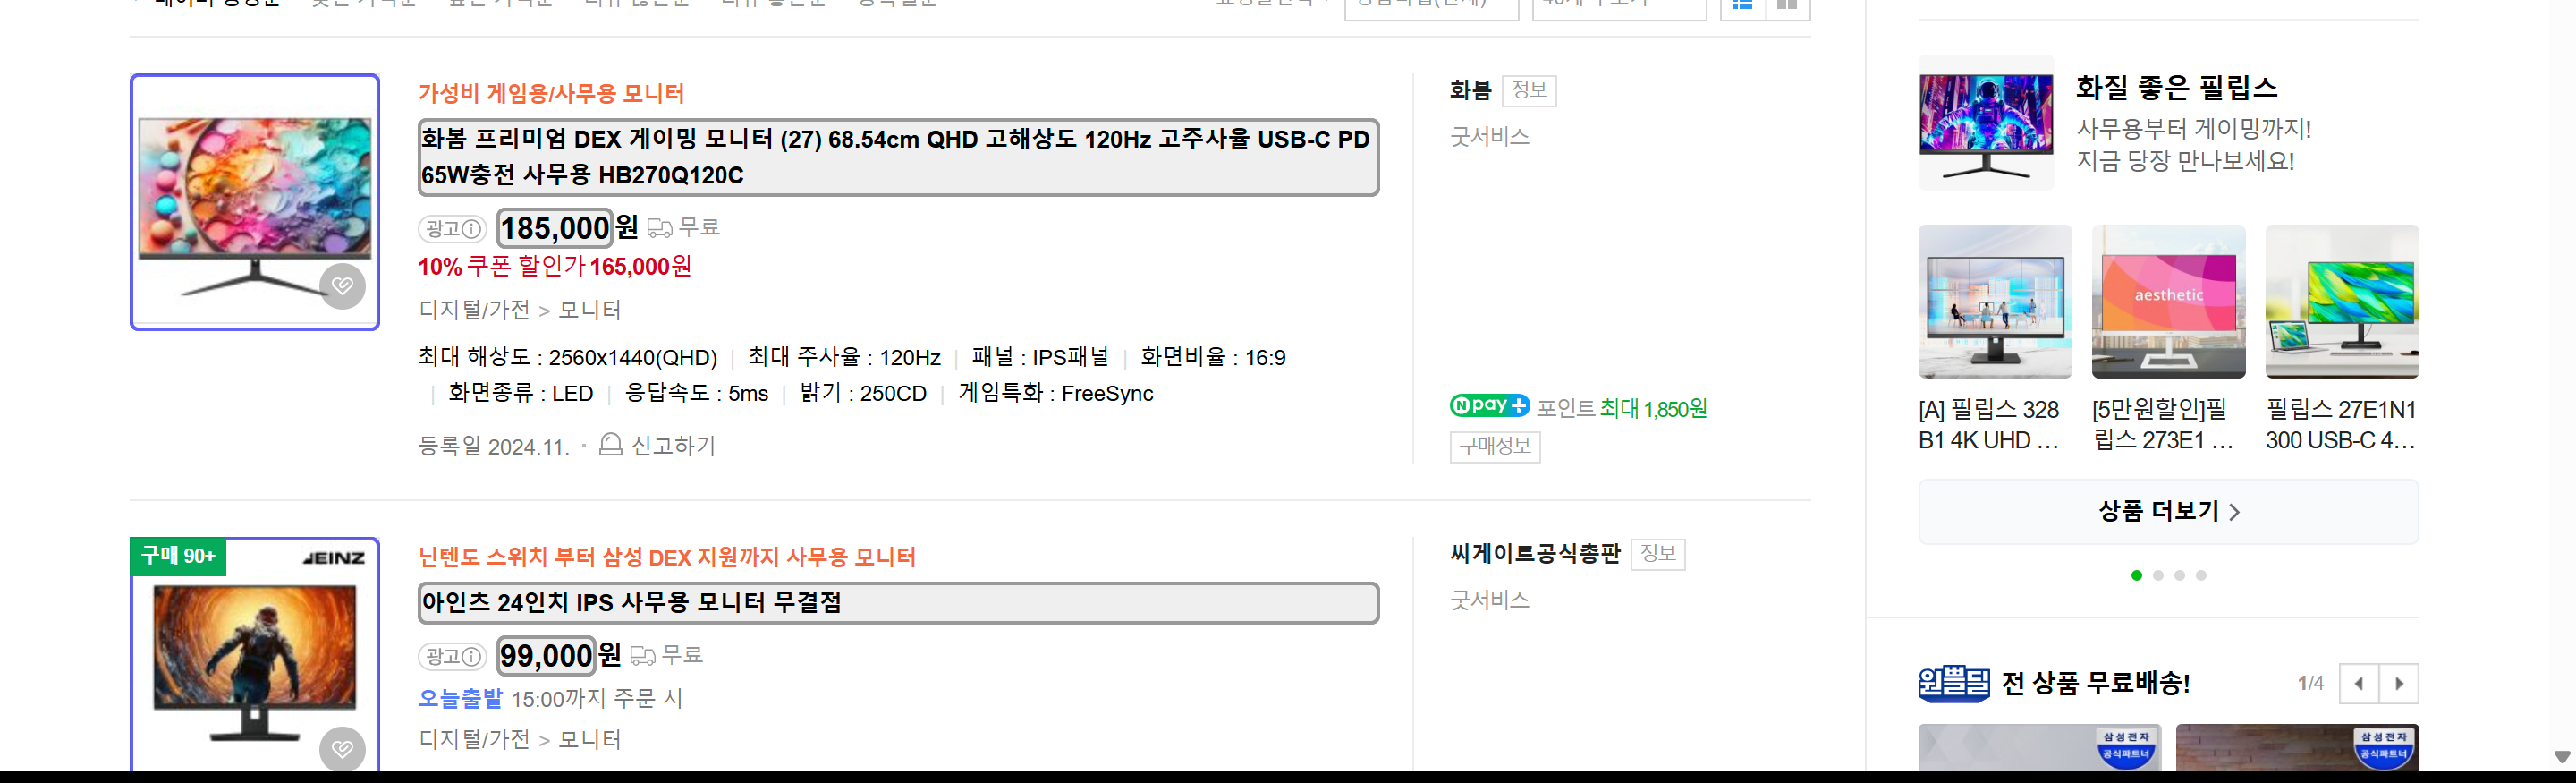 가성비 게임용/사무용 모니터
화봄 프리미엄 DEX 게이밍 모니터 (27) 68.54cm QHD 고해상도 120Hz 고주사율 USB-C PD
65W충전 사무용 HB270Q120C
광고 185,000원 무료
10% 쿠폰 할인가 165,000원
디지털/가전 > 모니터
최대 해상도 : 2560x1440(QHD) | 최대 주사율 : 120Hz | 패널 : IPS패널 | 화면비율 : 16:9
| 화면종류 : LED | 응답속도 : 5ms | 밝기 : 250CD | 게임특화 : FreeSync
등록일 2024.11. · 신고하기
화봄 정보
굿서비스
N pay + 포인트 최대 1,850원
구매정보
구매 90+
EINZ
닌텐도 스위치 부터 삼성 DEX 지원까지 사무용 모니터
아인츠 24인치 IPS 사무용 모니터 무결점
광고 99,000원 무료
오늘출발 15:00까지 주문 시
디지털/가전 > 모니터
씨게이트공식총판 정보
굿서비스
화질 좋은 필립스
사무용부터 게이밍까지!
지금 당장 만나보세요!
aesthetic
[A] 필립스 328
B1 4K UHD ...
[5만원할인]필
립스 273E1 ...
필립스 27E1N1
300 USB-C 4...
상품 더보기 >
원쁠딜 전 상품 무료배송!
1/4
삼성전자
공식파트너
삼성전자
공식파트너